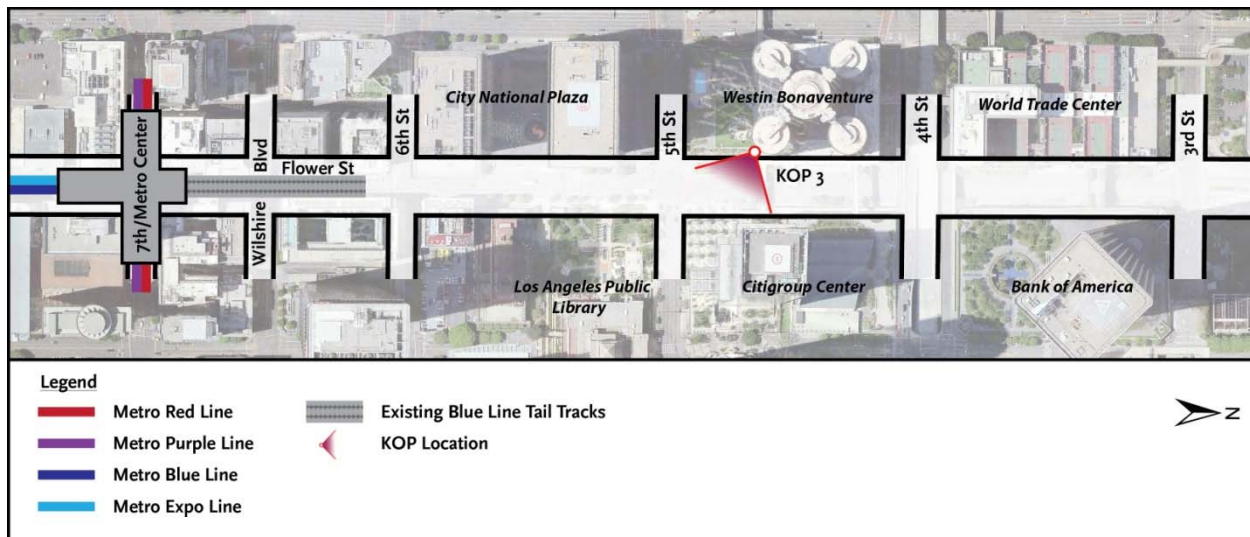 City National Plaza
Westin Bonaventure
World Trade Center
7th/Metro Center
Wilshire Blvd
Flower St
6th St
5th St
KOP 3
4th St
3rd St
Los Angeles Public
Library
Citigroup Center
Bank of America
Legend
Metro Red Line
Metro Purple Line
Metro Blue Line
Metro Expo Line
Existing Blue Line Tail Tracks
KOP Location
N